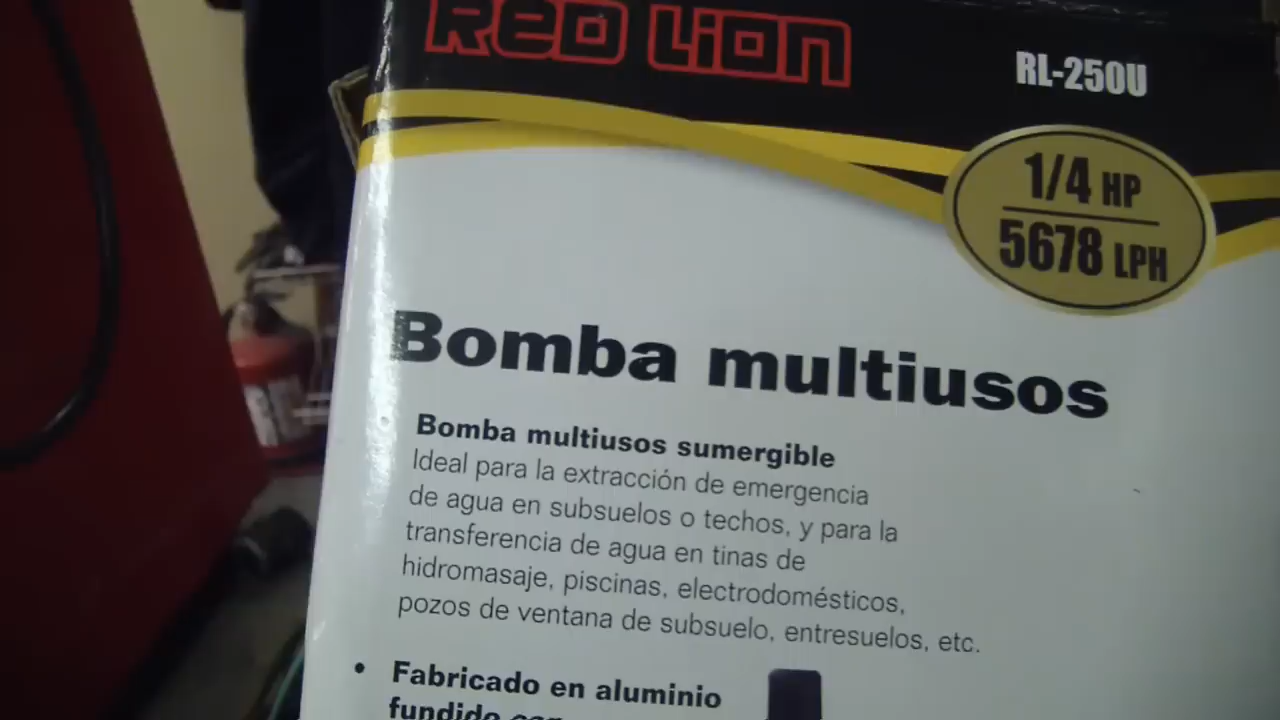 RED LION
RL-250U
1/4 HP
5678 LPH
Bomba multiusos
Bomba multiusos sumergible
Ideal para la extracción de emergencia
de agua en subsuelos o techos, y para la
transferencia de agua en tinas de
hidromasaje, piscinas, electrodomésticos,
pozos de ventana de subsuelo, entresuelos, etc.
• Fabricado en aluminio
fundido